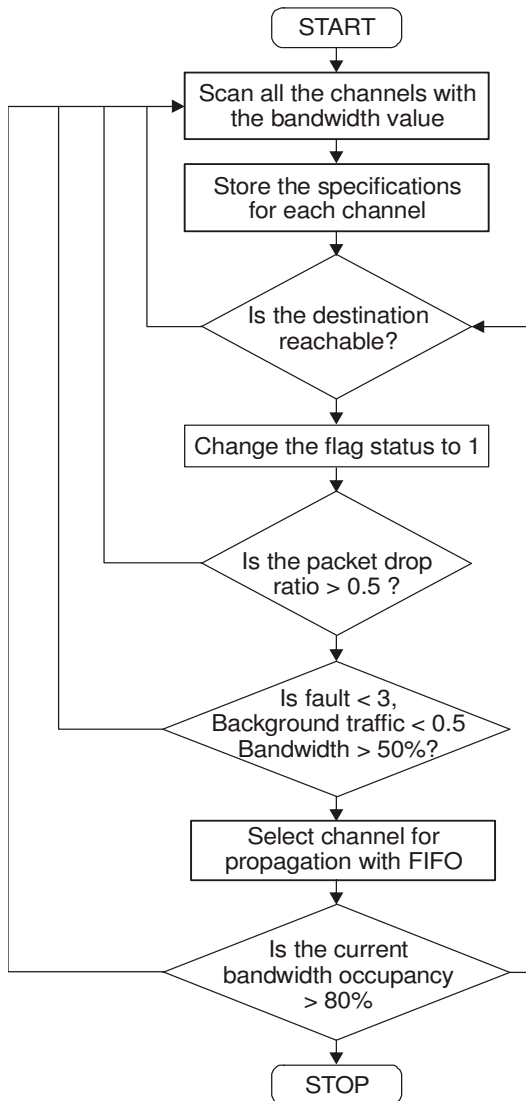 START
Scan all the channels with
the bandwidth value
Store the specifications
for each channel
Is the destination
reachable?
Change the flag status to 1
Is the packet drop
ratio > 0.5 ?
Is fault < 3,
Background traffic < 0.5
Bandwidth > 50%?
Select channel for
propagation with FIFO
Is the current
bandwidth occupancy
> 80%
STOP